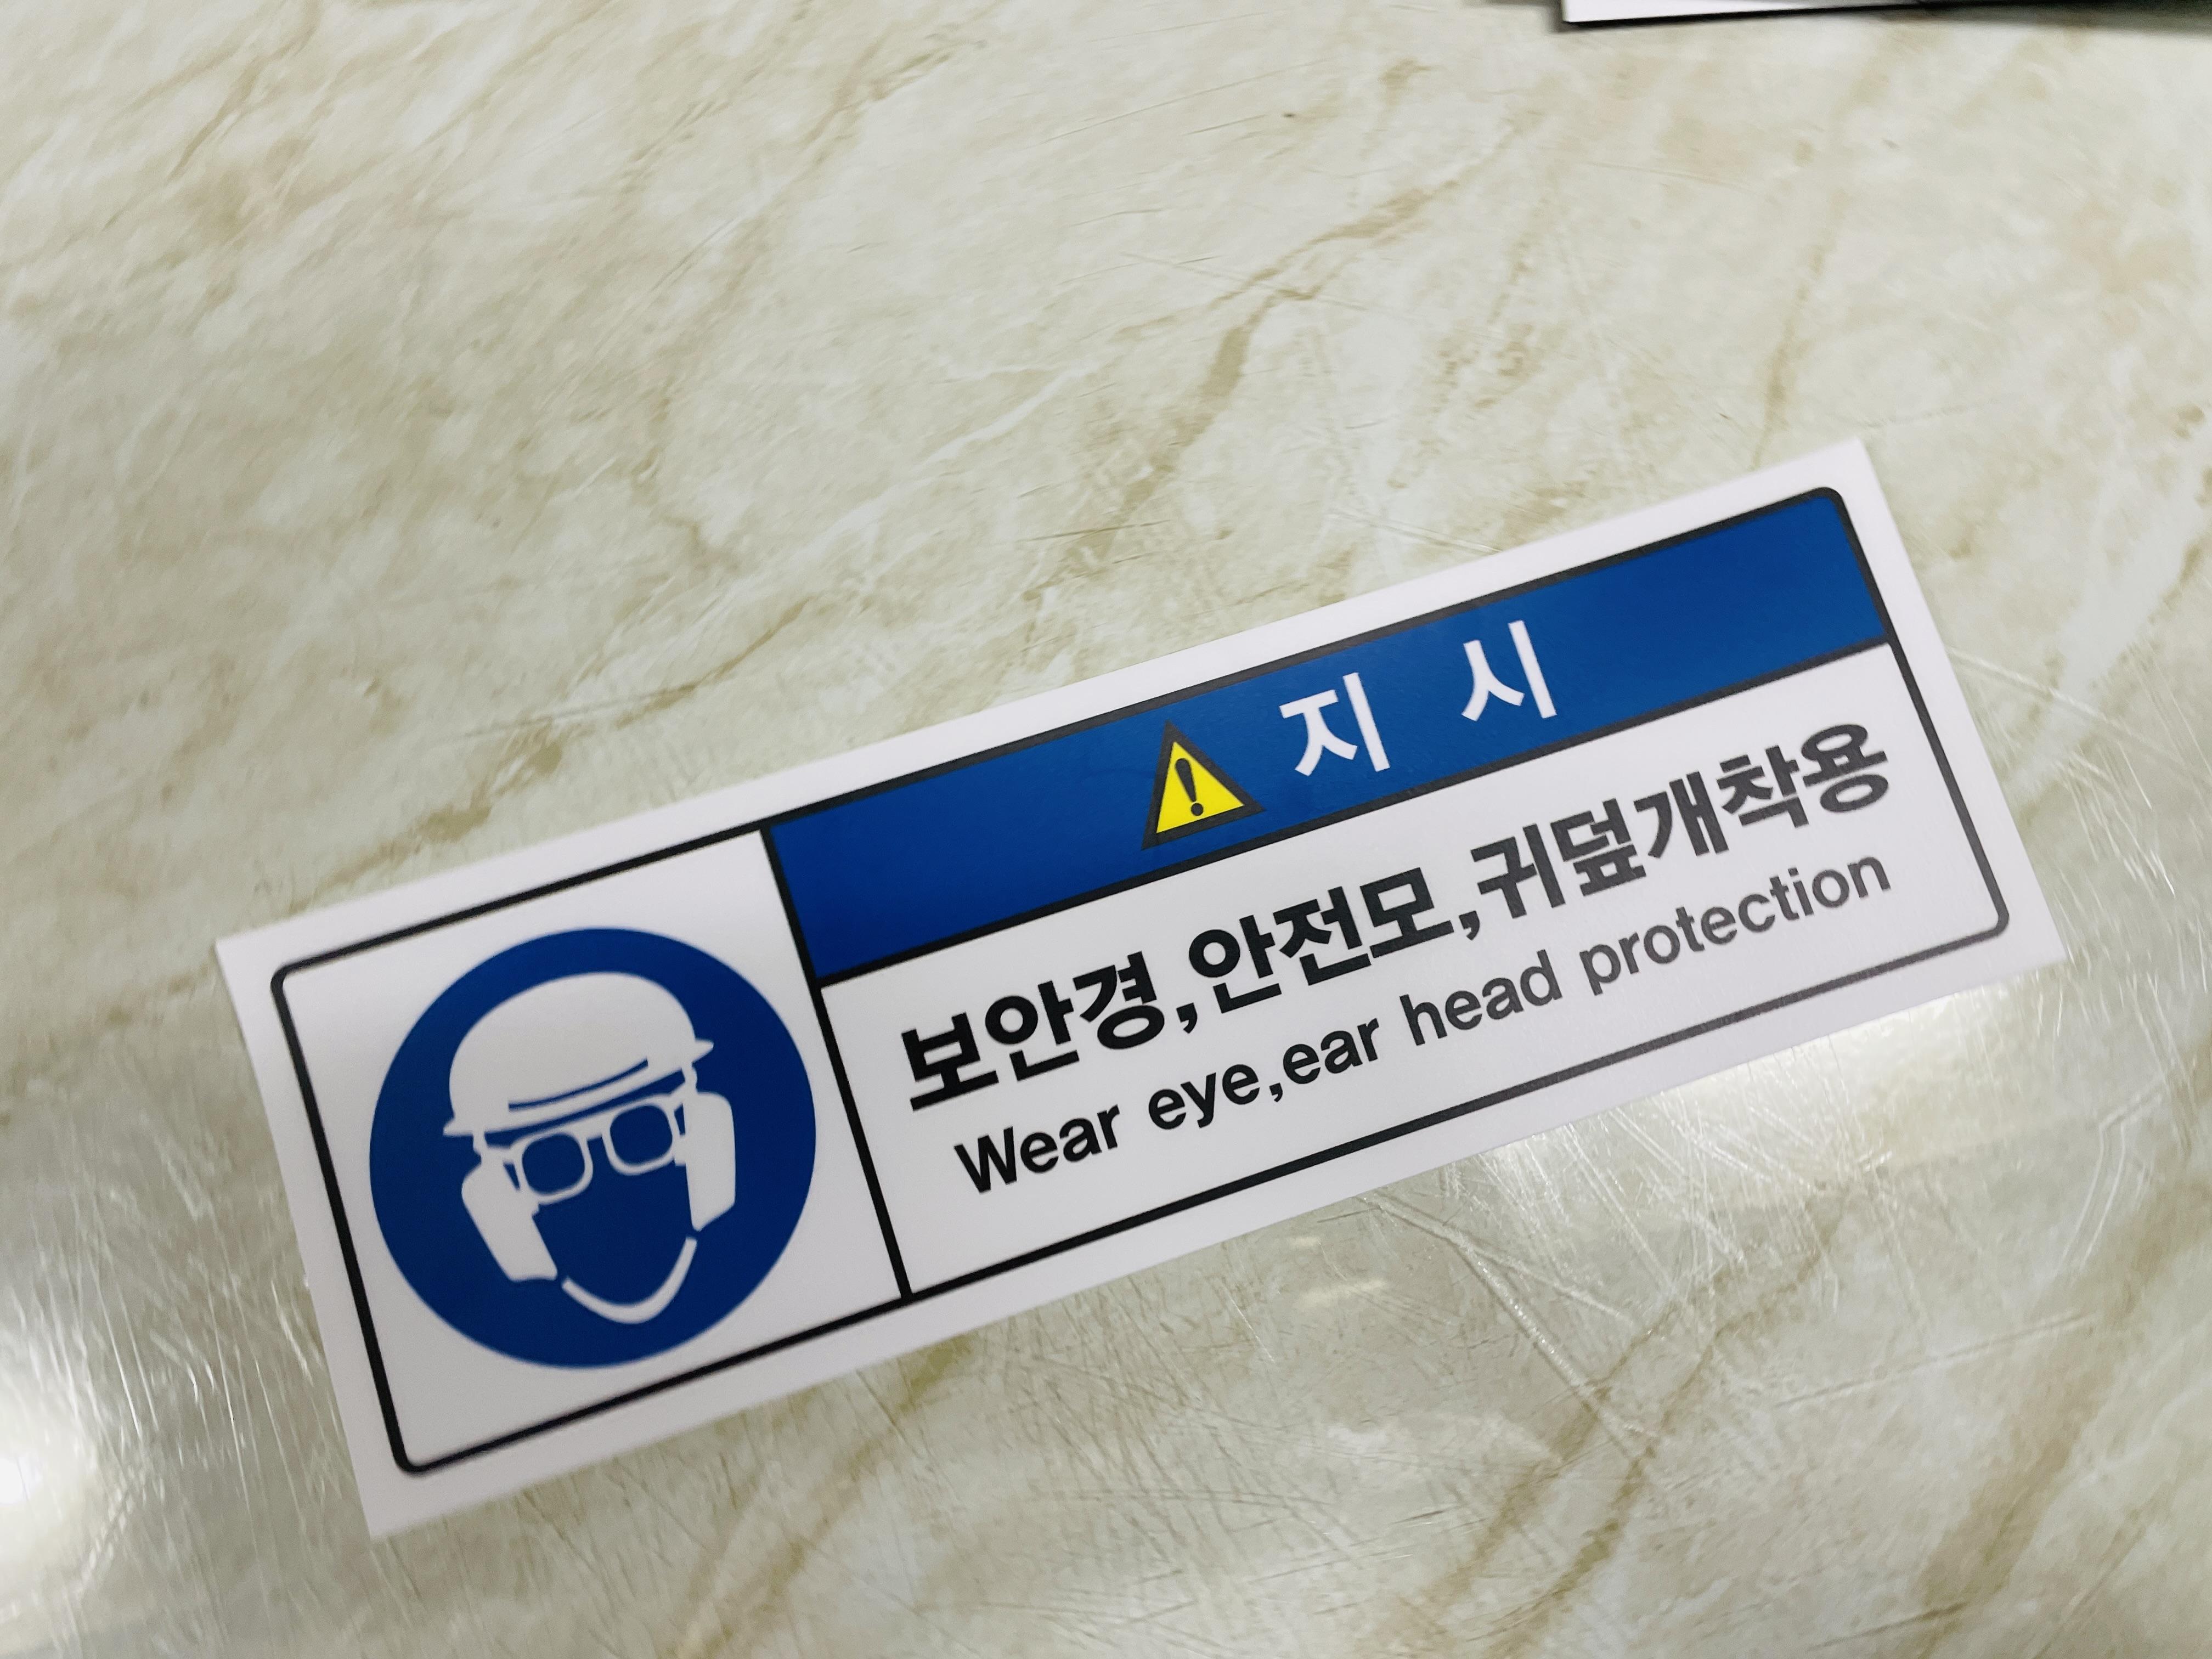 지 시
보안경,안전모,귀덮개착용
Wear eye,ear head protection